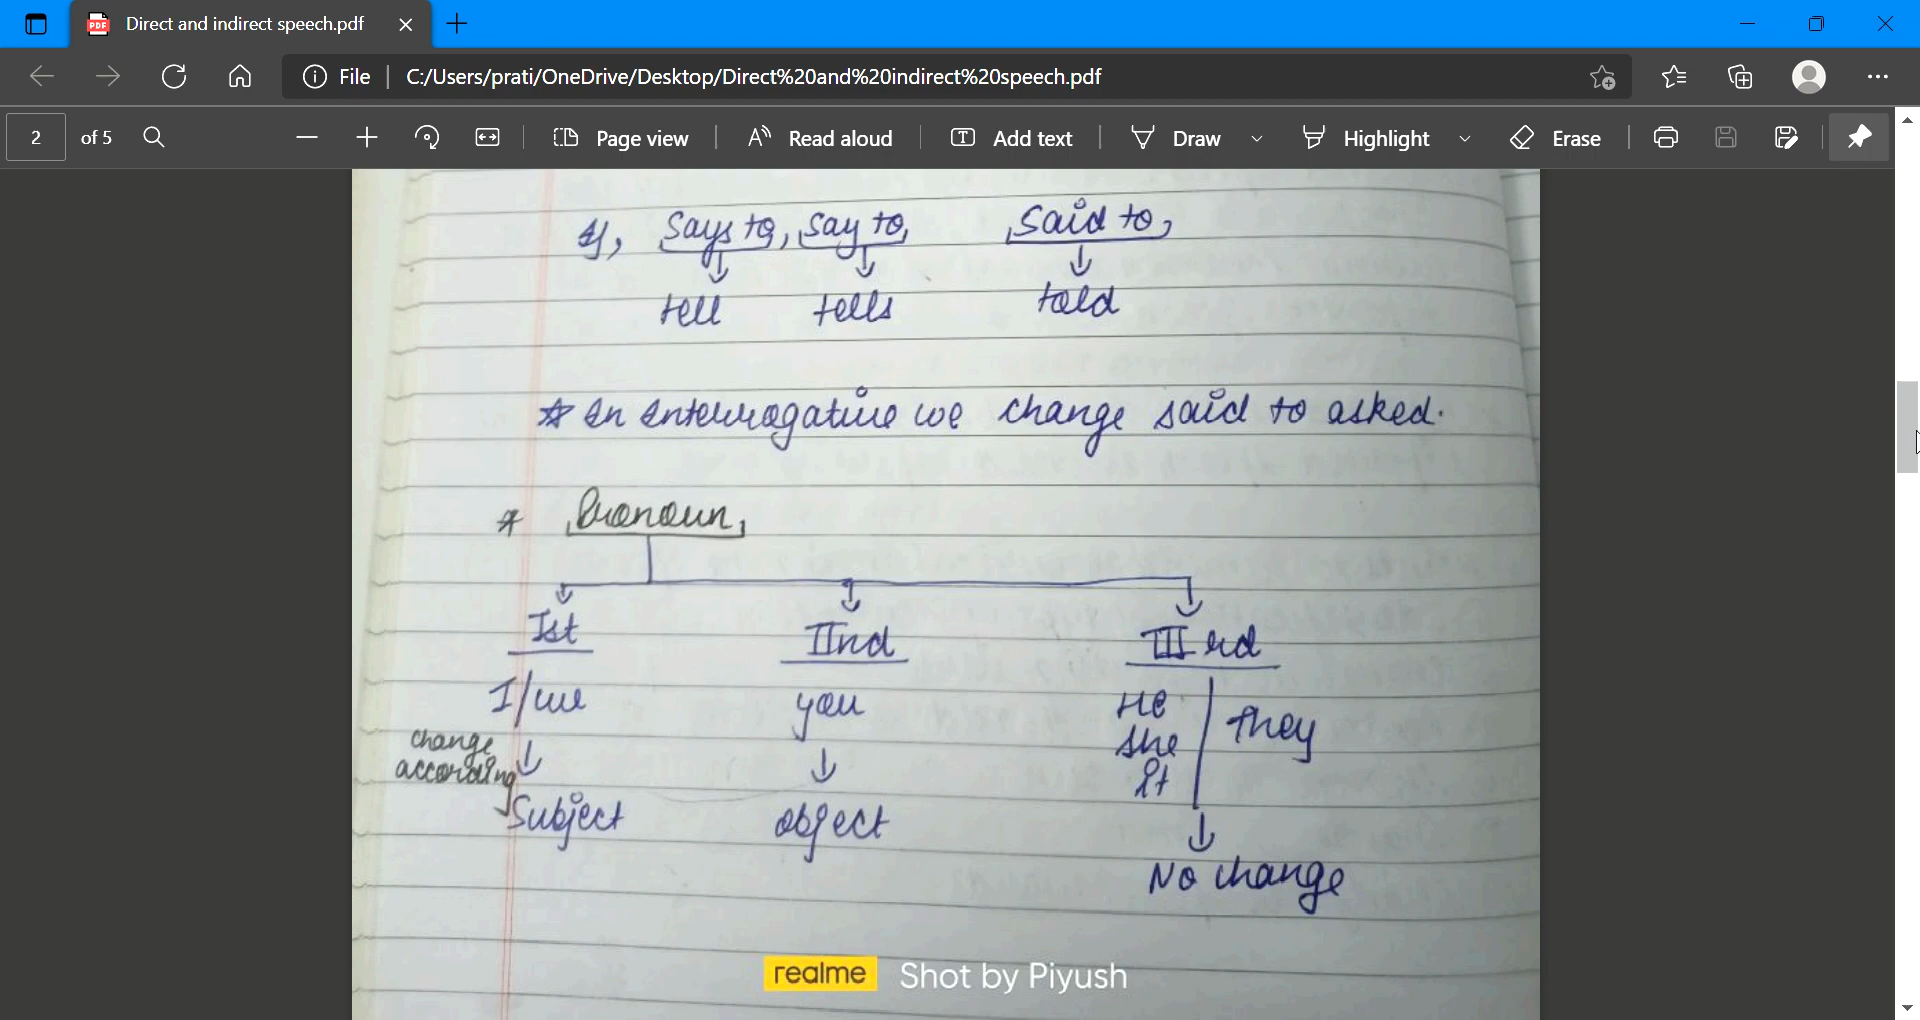 Direct and indirect speech.pdf
File C:/Users/prati/OneDrive/Desktop/Direct%20and%20indirect%20speech.pdf
2 of 5 Page view Read aloud Add text Draw Highlight Erase
If, Says to, Say to, Said to,
tell tells told
* In interrogative we change said to asked.
* Pronoun,
Ist IInd IIIrd
I/we you He They
She
It
change according
Subject object
No change
realme Shot by Piyush